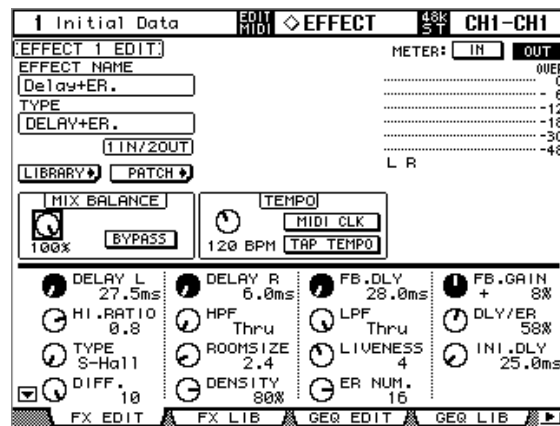 1 Initial Data EDIT MIDI ◇EFFECT 48k ST CH1-CH1
EFFECT 1 EDIT METER: IN OUT
EFFECT NAME OVER
Delay+ER. 0
TYPE 6
DELAY+ER. 12
18
1IN/2OUT 30
48
L R
LIBRARY PATCH
MIX BALANCE TEMPO
MIDI CLK
100% BYPASS 120 BPM TAP TEMPO
DELAY L 27.5ms DELAY R 6.0ms FB.DLY 28.0ms FB.GAIN + 8%
HI.RATIO 0.8 HPF Thru LPF Thru DLY/ER 58%
TYPE S-Hall ROOMSIZE 2.4 LIVENESS 4 INI.DLY 25.0ms
DIFF. 10 DENSITY 80% ER NUM. 16
FX EDIT FX LIB GEQ EDIT GEQ LIB